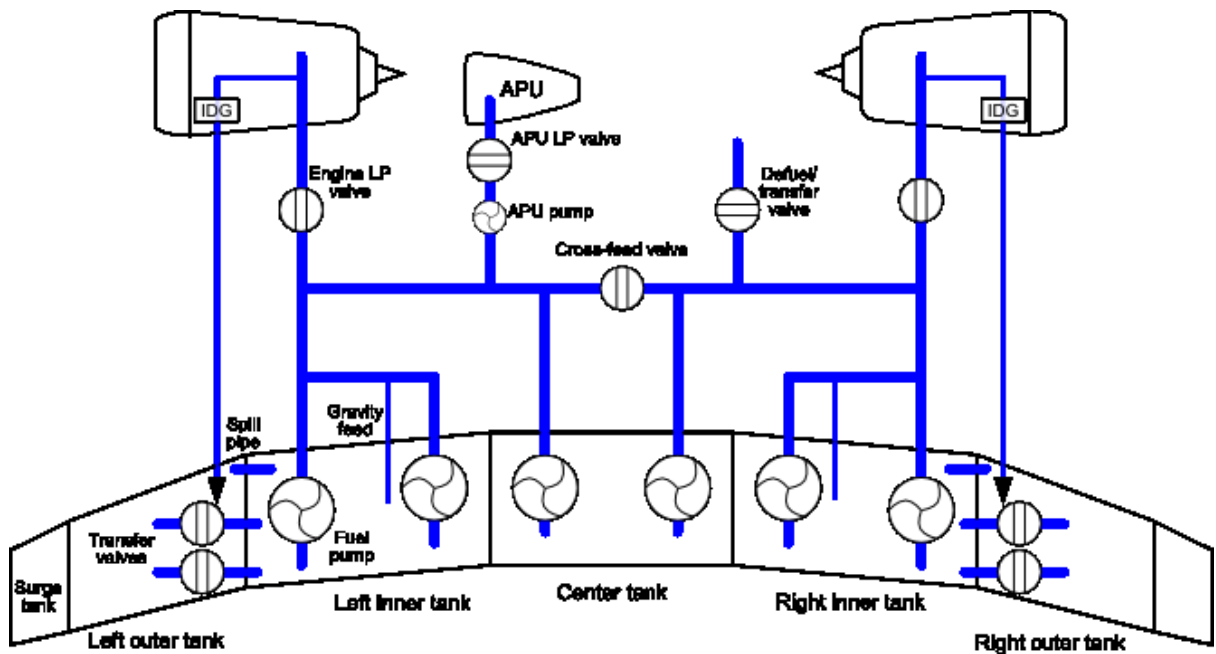 APU
IDG
IDG
APU LP valve
Engine LP
valve
Defuel/
transfer
valve
APU pump
Cross-feed valve
Gravity
feed
Spill
pipe
Transfer
valves
Fuel
pump
Surge
tank
Left inner tank
Center tank
Right inner tank
Left outer tank
Right outer tank